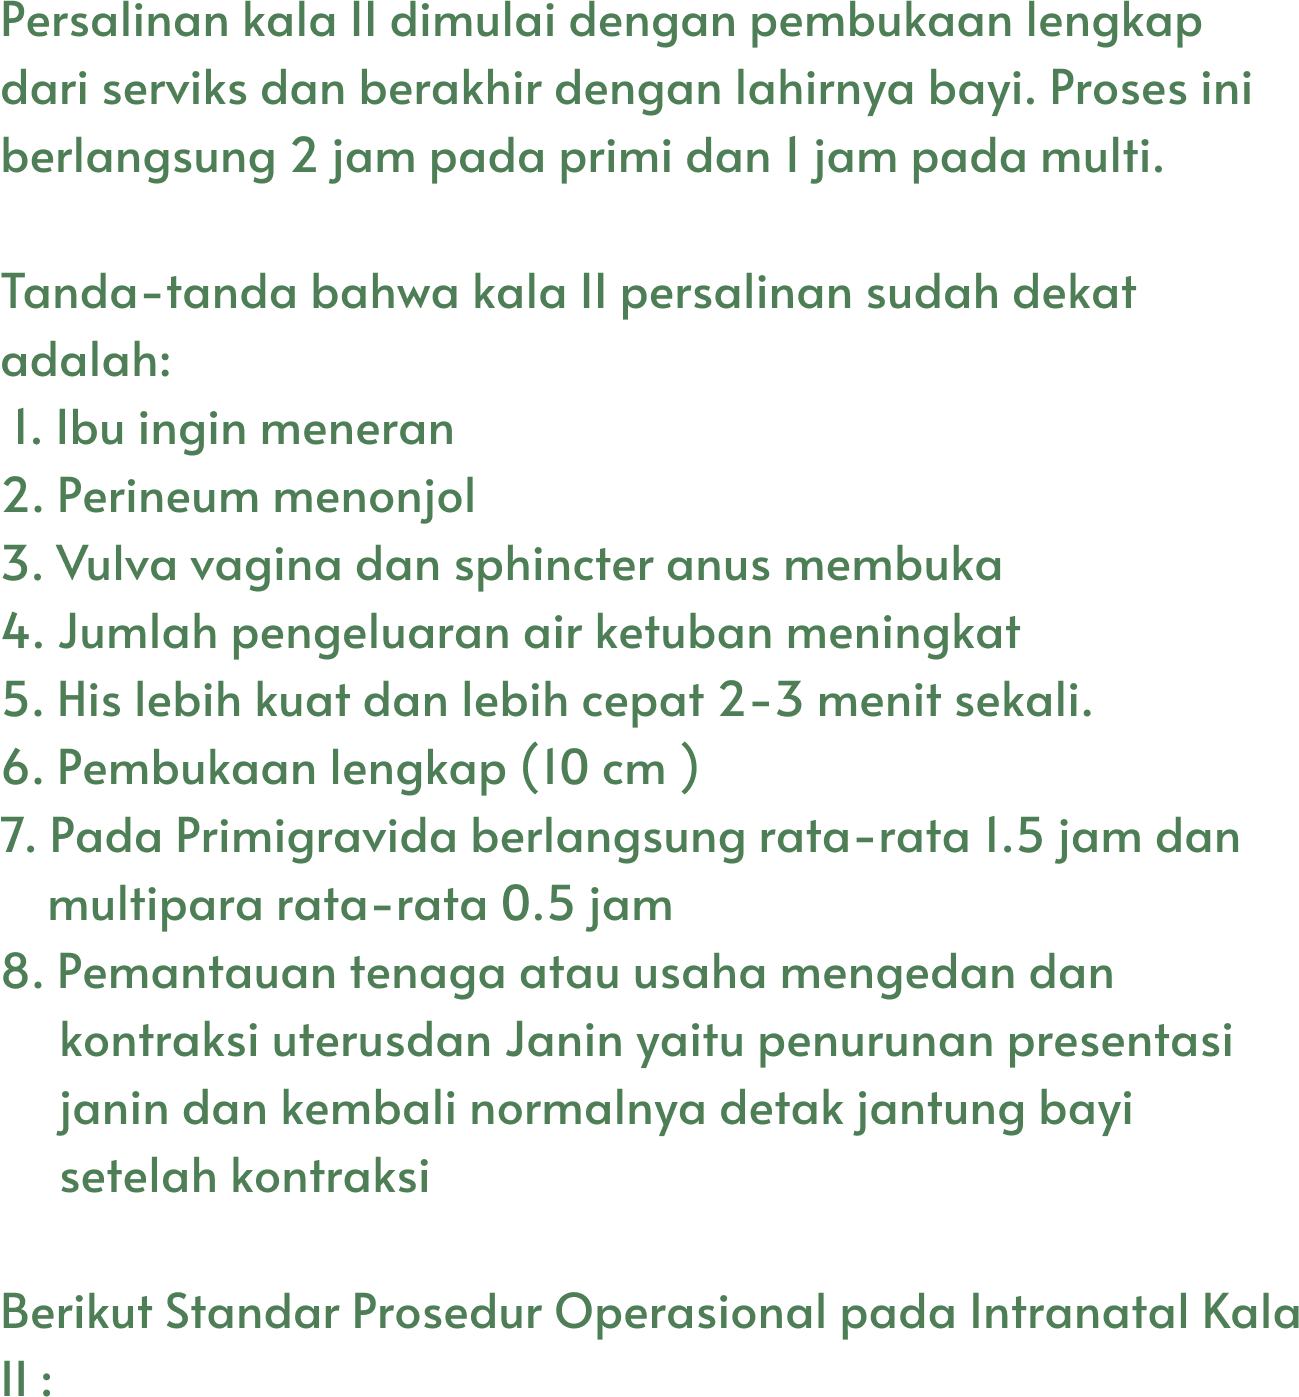 Persalinan kala II dimulai dengan pembukaan lengkap
dari serviks dan berakhir dengan lahirnya bayi. Proses ini
berlangsung 2 jam pada primi dan 1 jam pada multi.
Tanda-tanda bahwa kala II persalinan sudah dekat
adalah:
1. Ibu ingin meneran
2. Perineum menonjol
3. Vulva vagina dan sphincter anus membuka
4. Jumlah pengeluaran air ketuban meningkat
5. His lebih kuat dan lebih cepat 2-3 menit sekali.
6. Pembukaan lengkap (10 cm )
7. Pada Primigravida berlangsung rata-rata 1.5 jam dan
multipara rata-rata 0.5 jam
8. Pemantauan tenaga atau usaha mengedan dan
kontraksi uterusdan Janin yaitu penurunan presentasi
janin dan kembali normalnya detak jantung bayi
setelah kontraksi
Berikut Standar Prosedur Operasional pada Intranatal Kala
II :